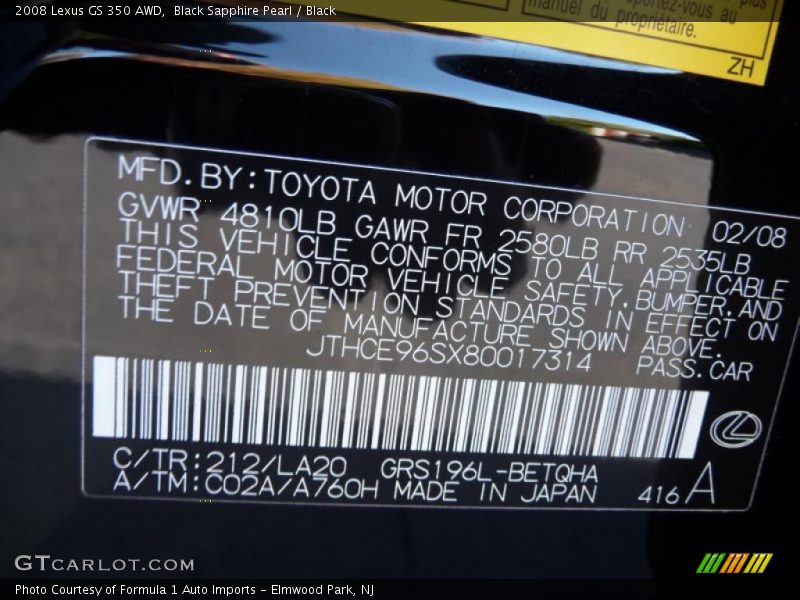 2008 Lexus GS 350 AWD, Black Sapphire Pearl / Black
plus
reportez-vous au
manuel du propriétaire.
ZH
MFD.BY:TOYOTA MOTOR CORPORATION 02/08
GVWR 4810LB GAWR FR 2580LB RR 2535LB
THIS VEHICLE CONFORMS TO ALL APPLICABLE
FEDERAL MOTOR VEHICLE SAFETY,BUMPER,AND
THEFT PREVENTION STANDARDS IN EFFECT ON
THE DATE OF MANUFACTURE SHOWN ABOVE.
JTHCE96SX80017314 PASS.CAR
C/TR:212/LA20 GRS196L-BETQHA
A/TM:C02A/A760H MADE IN JAPAN 416 A
GTCARLOT.COM
Photo Courtesy of Formula 1 Auto Imports - Elmwood Park, NJ